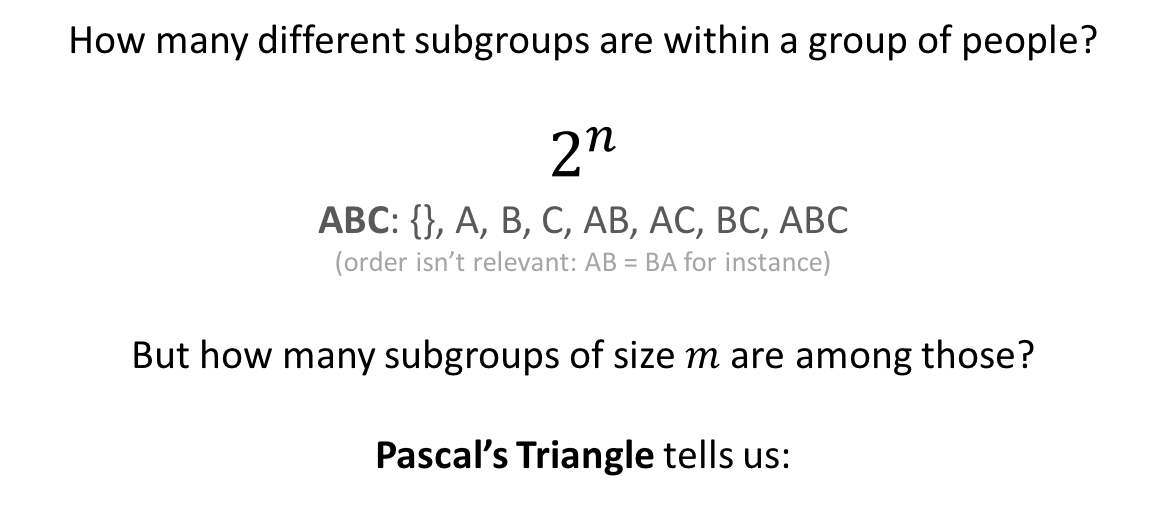 How many different subgroups are within a group of people?
2ⁿ
ABC: {}, A, B, C, AB, AC, BC, ABC
(order isn’t relevant: AB = BA for instance)
But how many subgroups of size m are among those?
Pascal’s Triangle tells us: